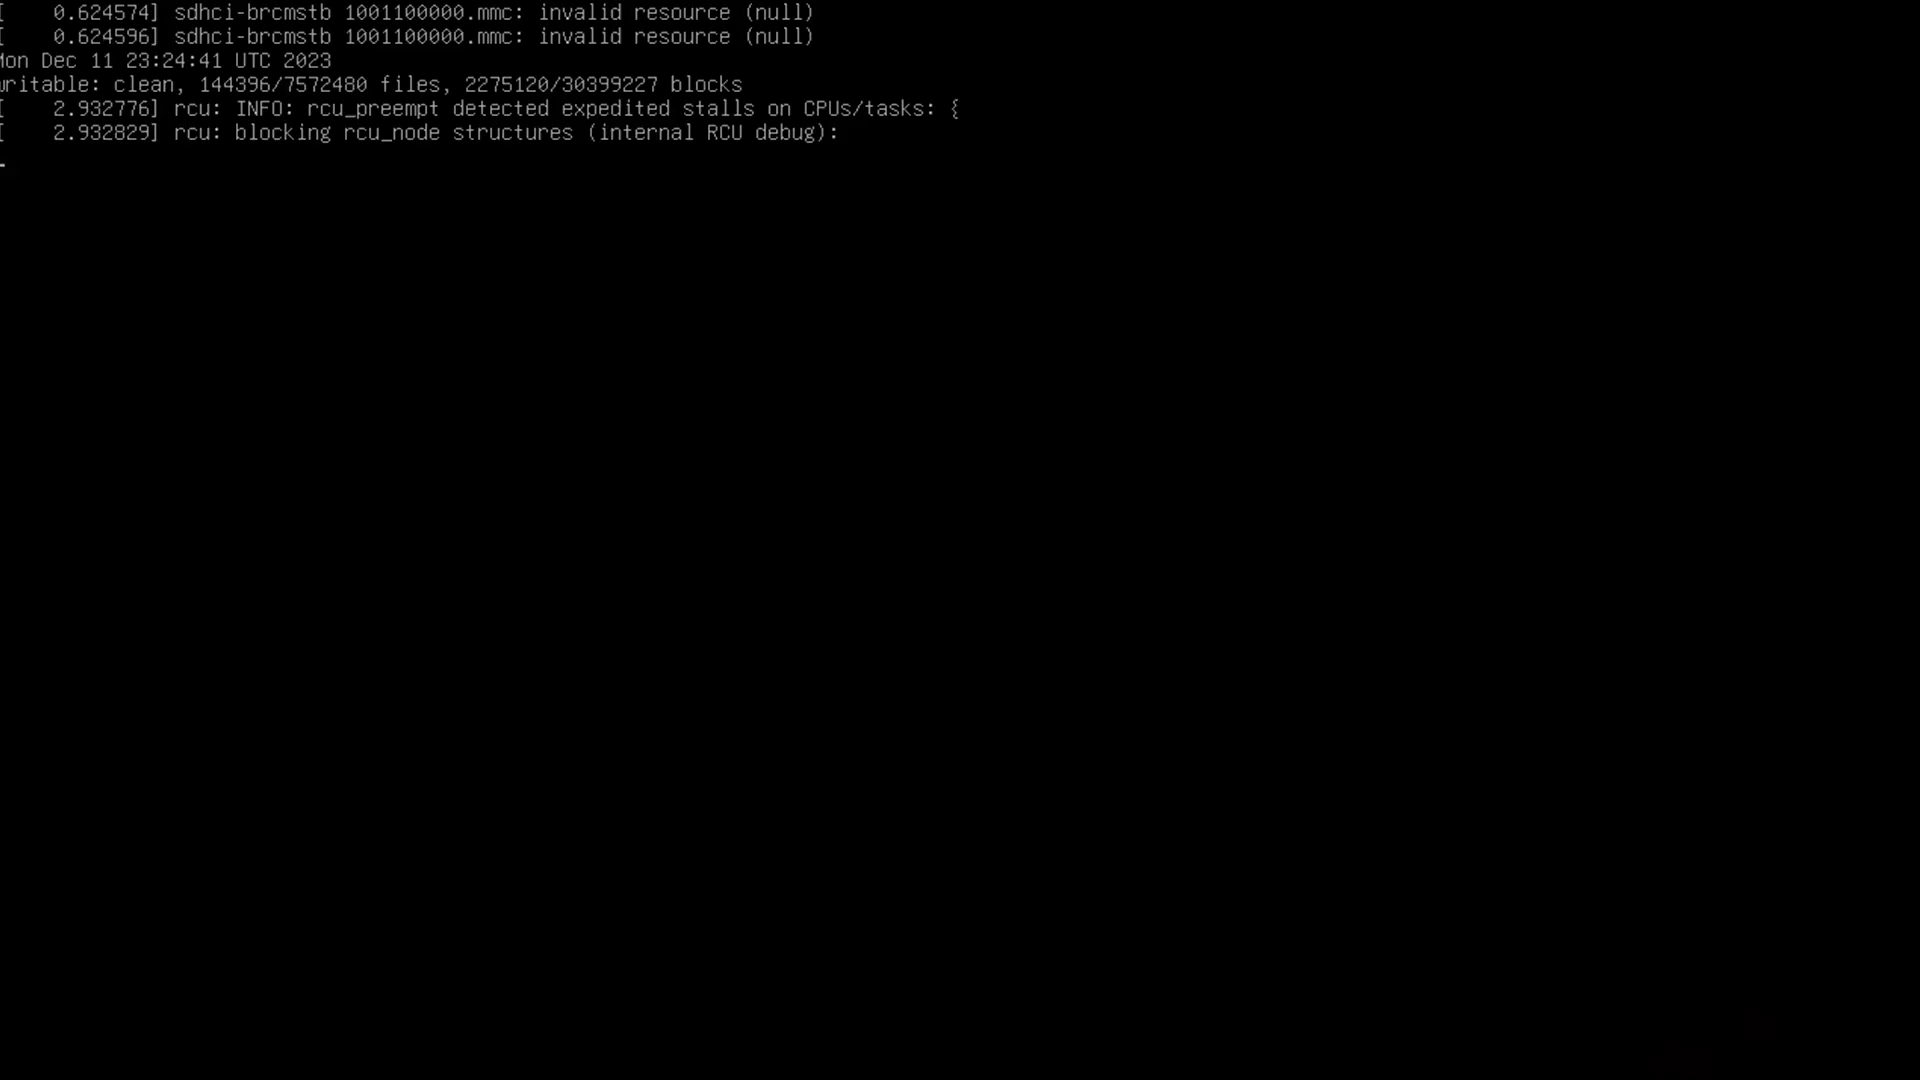 [    0.624574] sdhci-brcmstb 1001100000.mmc: invalid resource (null)
[    0.624596] sdhci-brcmstb 1001100000.mmc: invalid resource (null)
Mon Dec 11 23:24:41 UTC 2023
writable: clean, 144396/7572480 files, 2275120/30399227 blocks
[    2.932776] rcu: INFO: rcu_preempt detected expedited stalls on CPUs/tasks: {
[    2.932829] rcu: blocking rcu_node structures (internal RCU debug):